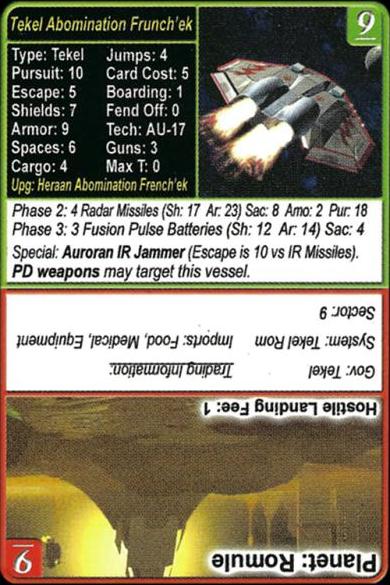 Tekel Abomination Frunch'ek
9
Type: Tekel Jumps: 4
Pursuit: 10 Card Cost: 5
Escape: 5 Boarding: 1
Shields: 7 Fend Off: 0
Armor: 9 Tech: AU-17
Spaces: 6 Guns: 3
Cargo: 4 Max T: 0
Upg: Heraan Abomination French'ek
Phase 2: 4 Radar Missiles (Sh: 17 Ar: 23) Sac: 8 Amo: 2 Pur: 18
Phase 3: 3 Fusion Pulse Batteries (Sh: 12 Ar: 14) Sac: 4
Special: Auroran IR Jammer (Escape is 10 vs IR Missiles).
PD weapons may target this vessel.
Planet: Romule
9
Hostile Landing Fee: 1
Gov: Tekel Trading Information:
System: Tekel Rom Imports: Food, Medical, Equipment
Sector: 9